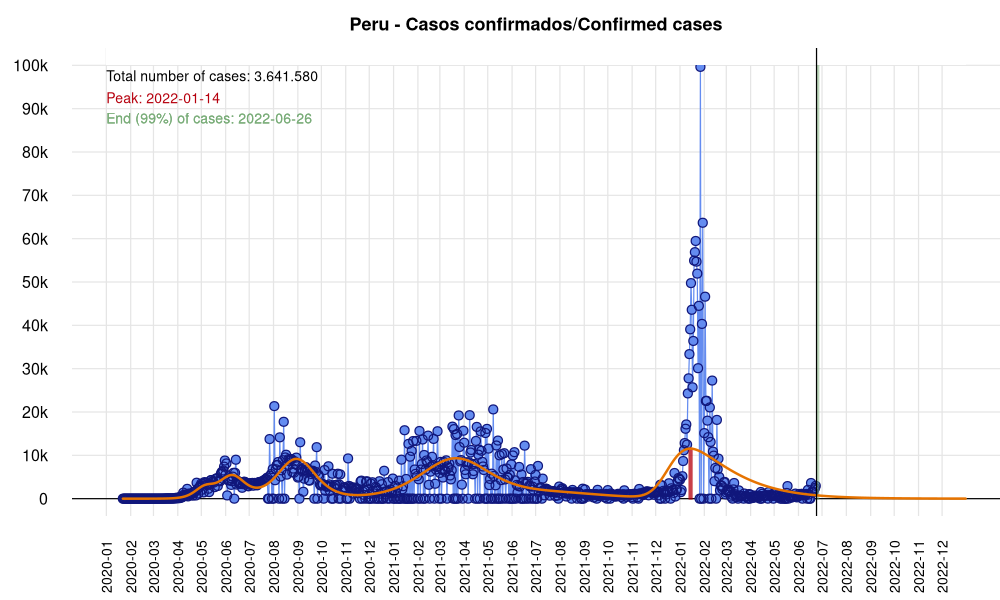 Peru - Casos confirmados/Confirmed cases
100k
90k
80k
70k
60k
50k
40k
30k
20k
10k
0
Total number of cases: 3.641.580
Peak: 2022-01-14
End (99%) of cases: 2022-06-26
2020-01
2020-02
2020-03
2020-04
2020-05
2020-06
2020-07
2020-08
2020-09
2020-10
2020-11
2020-12
2021-01
2021-02
2021-03
2021-04
2021-05
2021-06
2021-07
2021-08
2021-09
2021-10
2021-11
2021-12
2022-01
2022-02
2022-03
2022-04
2022-05
2022-06
2022-07
2022-08
2022-09
2022-10
2022-11
2022-12